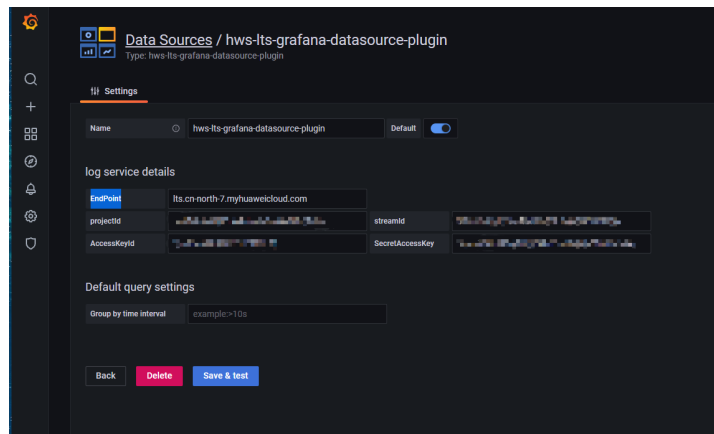 Data Sources / hws-lts-grafana-datasource-plugin
Type: hws-lts-grafana-datasource-plugin
Settings
Name hws-lts-grafana-datasource-plugin Default
log service details
EndPoint lts.cn-north-7.myhuaweicloud.com
projectId streamId
AccessKeyId SecretAccessKey
Default query settings
Group by time interval example:>10s
Back Delete Save & test